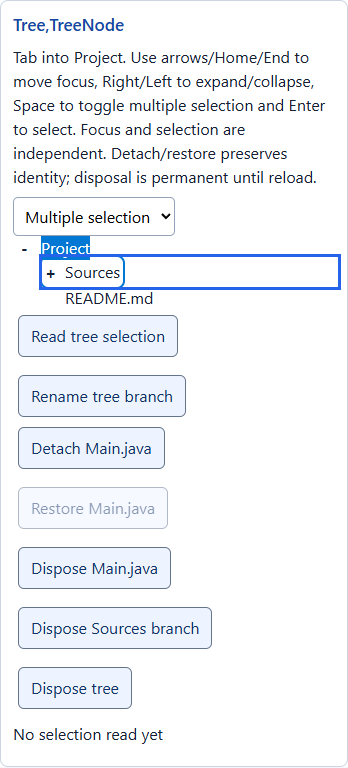 Tree,TreeNode
Tab into Project. Use arrows/Home/End to
move focus, Right/Left to expand/collapse,
Space to toggle multiple selection and Enter
to select. Focus and selection are
independent. Detach/restore preserves
identity; disposal is permanent until reload.
Multiple selection
- Project
+ Sources
README.md
Read tree selection
Rename tree branch
Detach Main.java
Restore Main.java
Dispose Main.java
Dispose Sources branch
Dispose tree
No selection read yet